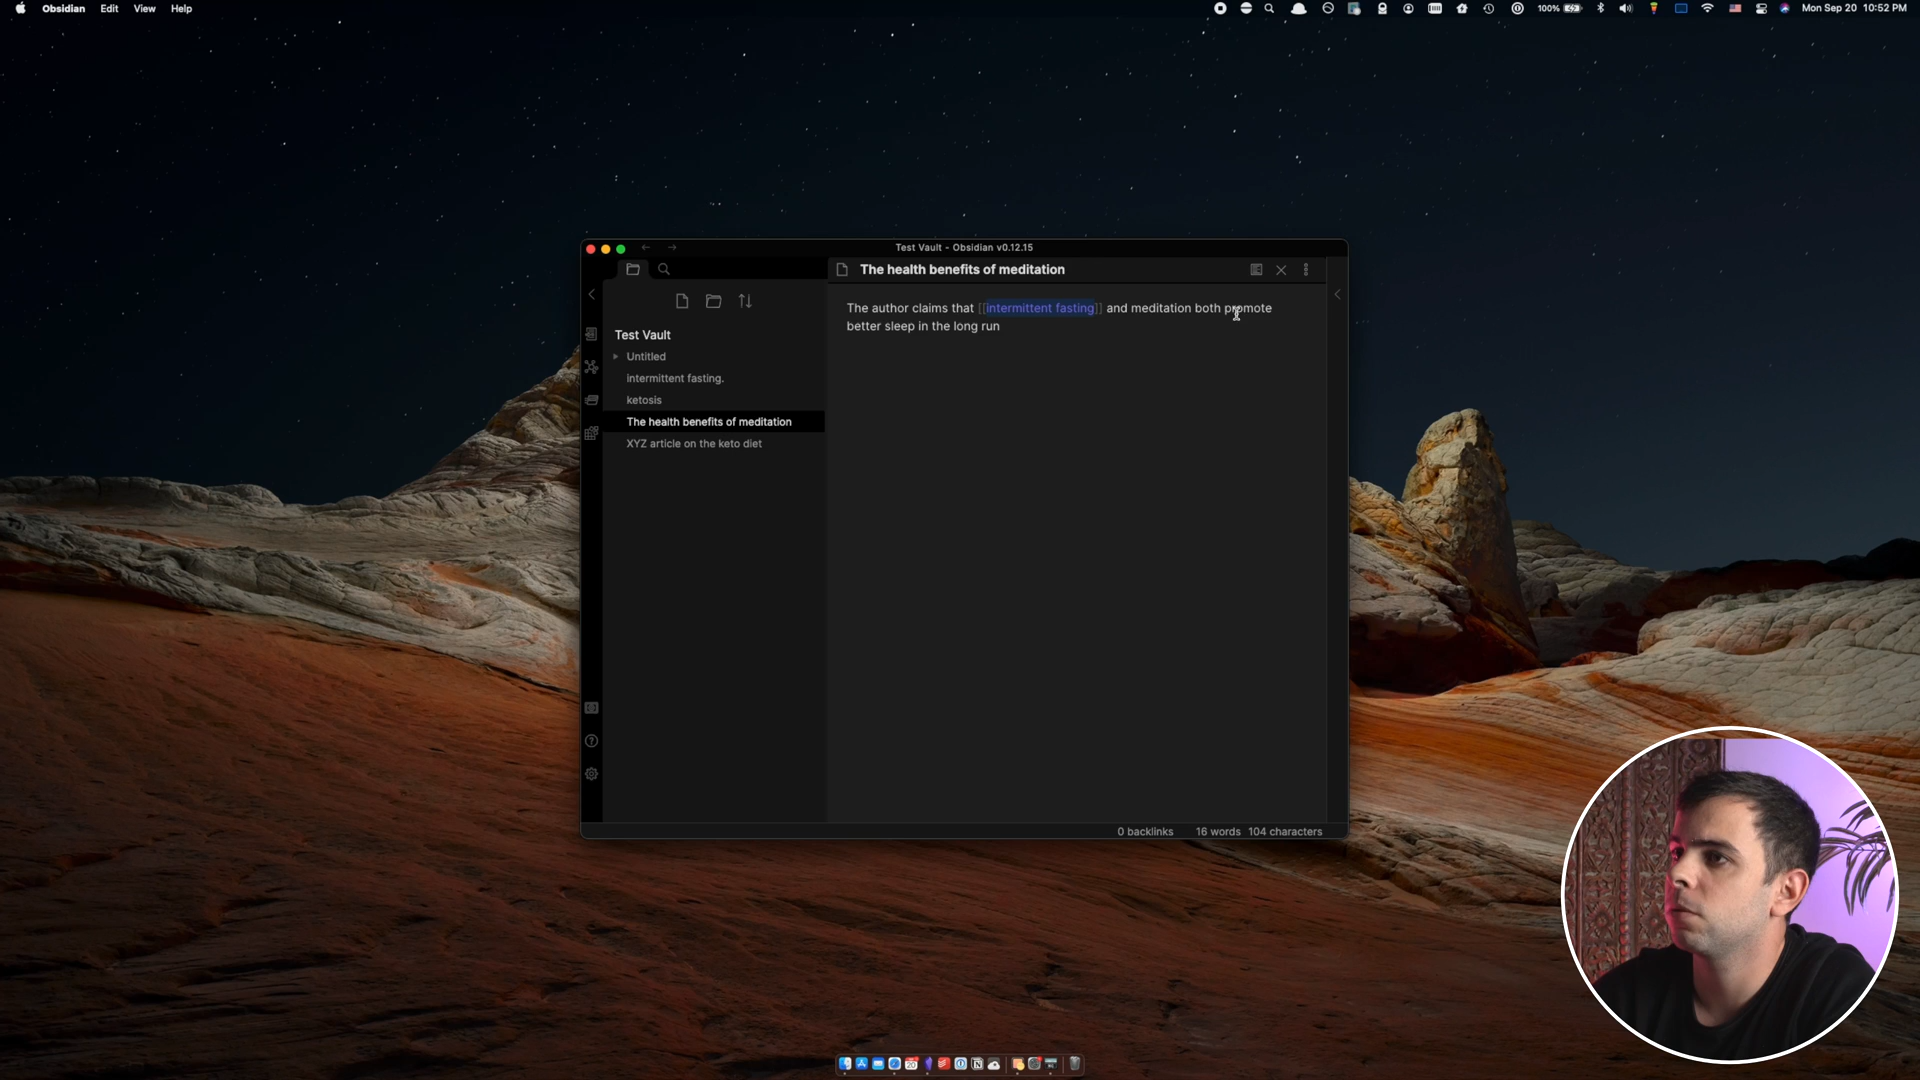 Obsidian Edit View Help
100% Mon Sep 20 10:52 PM
Test Vault - Obsidian v0.12.15
The health benefits of meditation
The author claims that [[intermittent fasting]] and meditation both promote
better sleep in the long run
Test Vault
Untitled
intermittent fasting.
ketosis
The health benefits of meditation
XYZ article on the keto diet
0 backlinks 16 words 104 characters